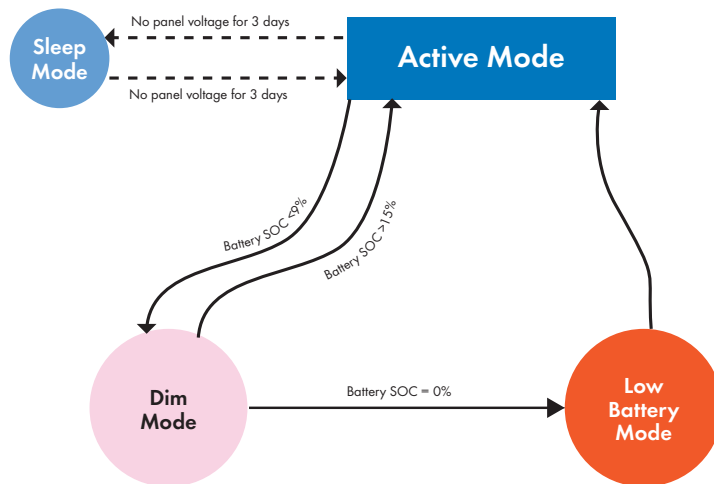 No panel voltage for 3 days
Sleep
Mode
Active Mode
No panel voltage for 3 days
Battery SOC <9%
Battery SOC >15%
Dim
Mode
Battery SOC = 0%
Low
Battery
Mode